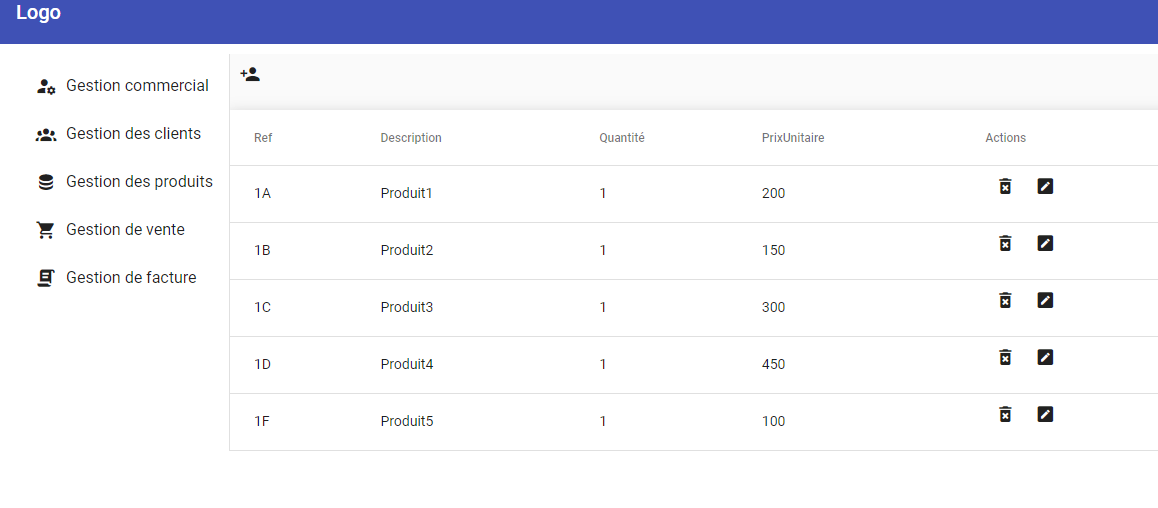 Logo
Gestion commercial
Gestion des clients
Gestion des produits
Gestion de vente
Gestion de facture
Ref Description Quantité PrixUnitaire Actions
1A Produit1 1 200
1B Produit2 1 150
1C Produit3 1 300
1D Produit4 1 450
1F Produit5 1 100